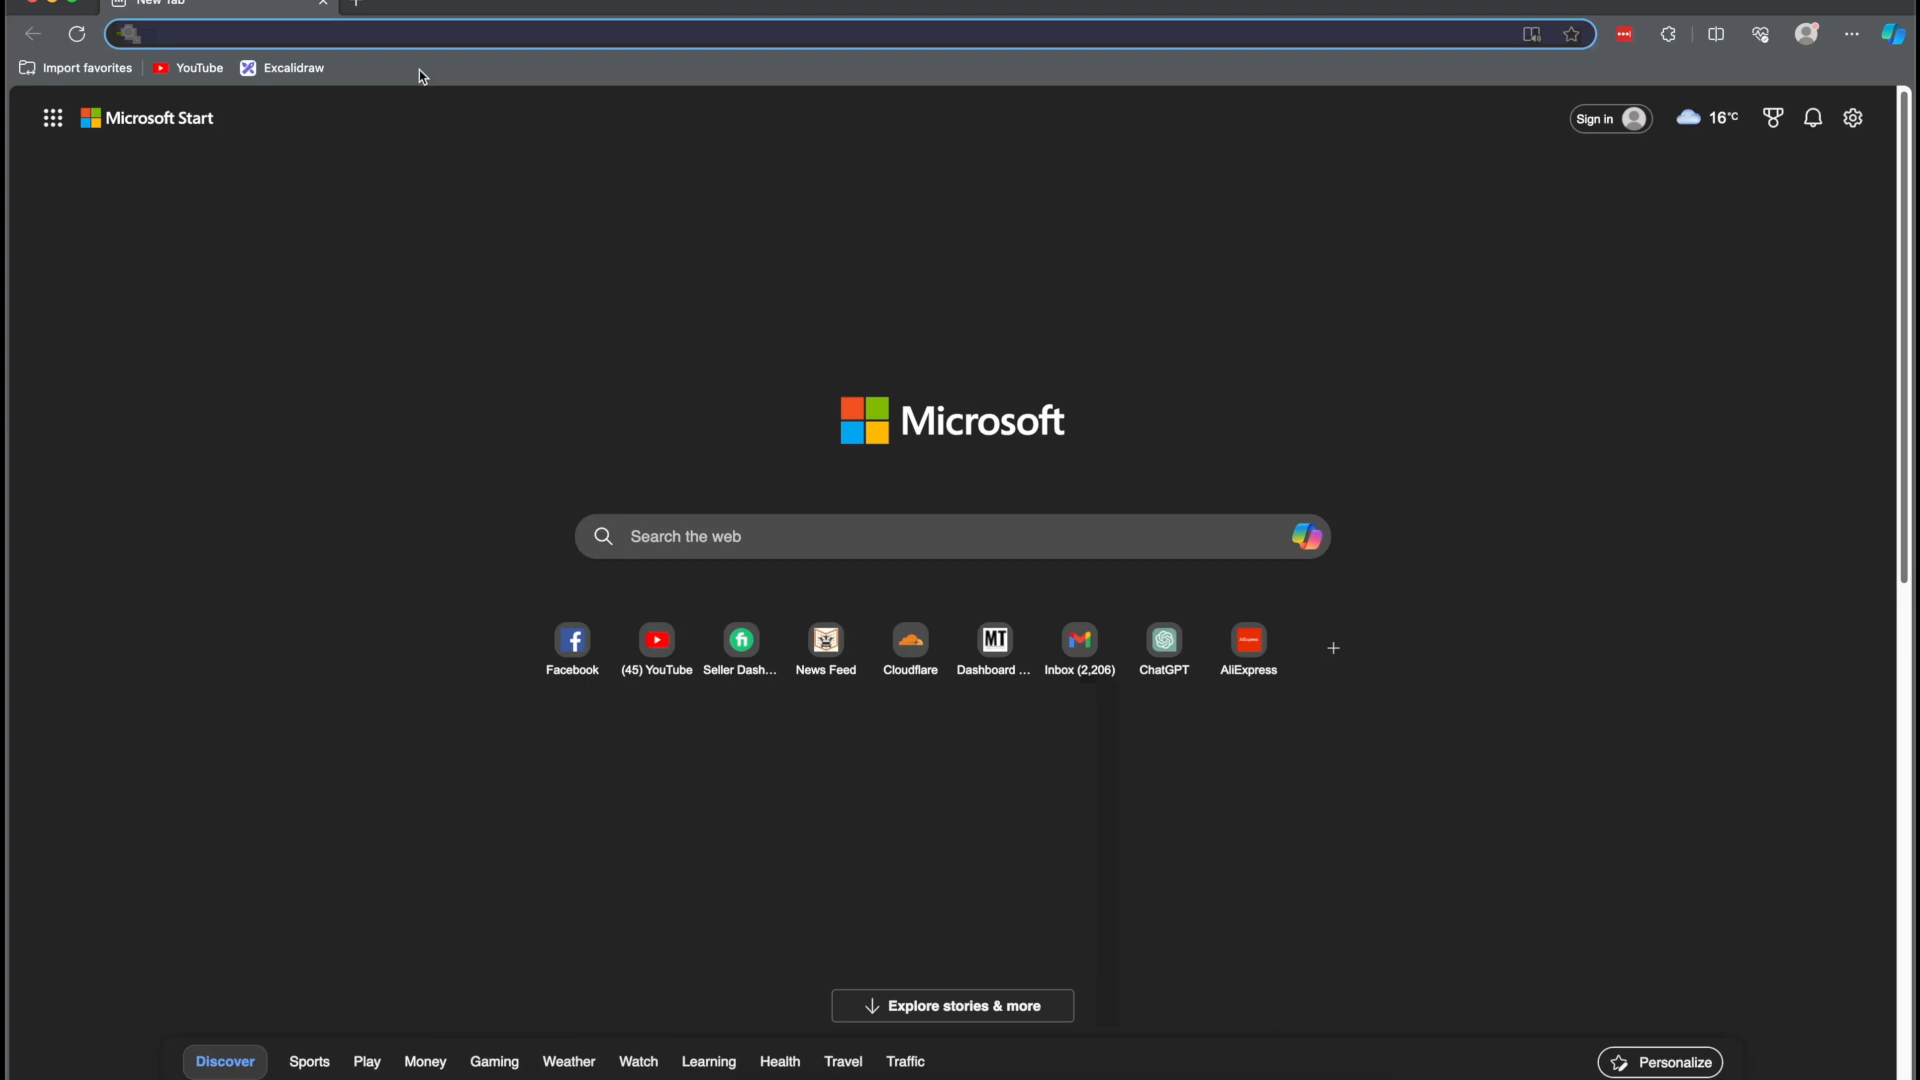 New Tab
Import favorites YouTube Excalidraw
Microsoft Start
Sign in 16°C
Microsoft
Search the web
Facebook (45) YouTube Seller Dash... News Feed Cloudflare MT Dashboard ... Inbox (2,206) ChatGPT AliExpress
Explore stories & more
Discover Sports Play Money Gaming Weather Watch Learning Health Travel Traffic Personalize